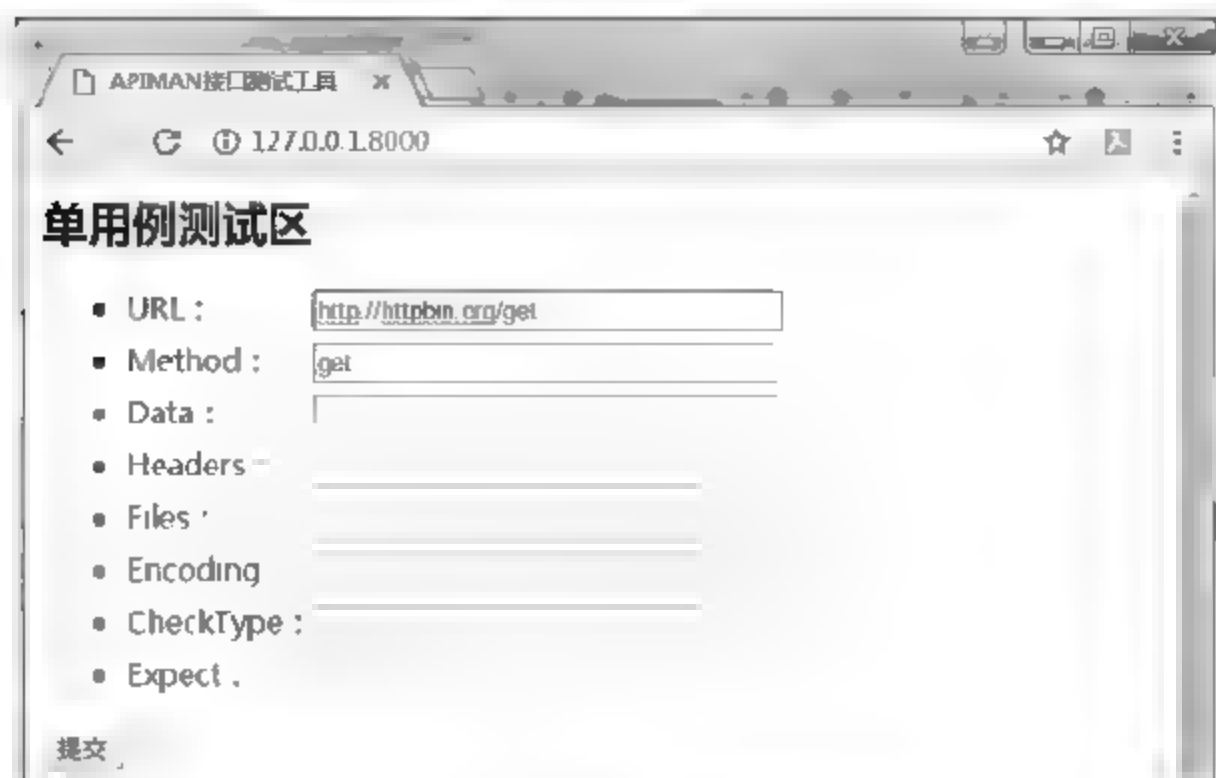 APIMAN接口测试工具
127.0.0.1:8000
单用例测试区
URL：
http://httpbin.org/get
Method：
get
Data：
Headers：
Files：
Encoding
CheckType：
Expect：
提交